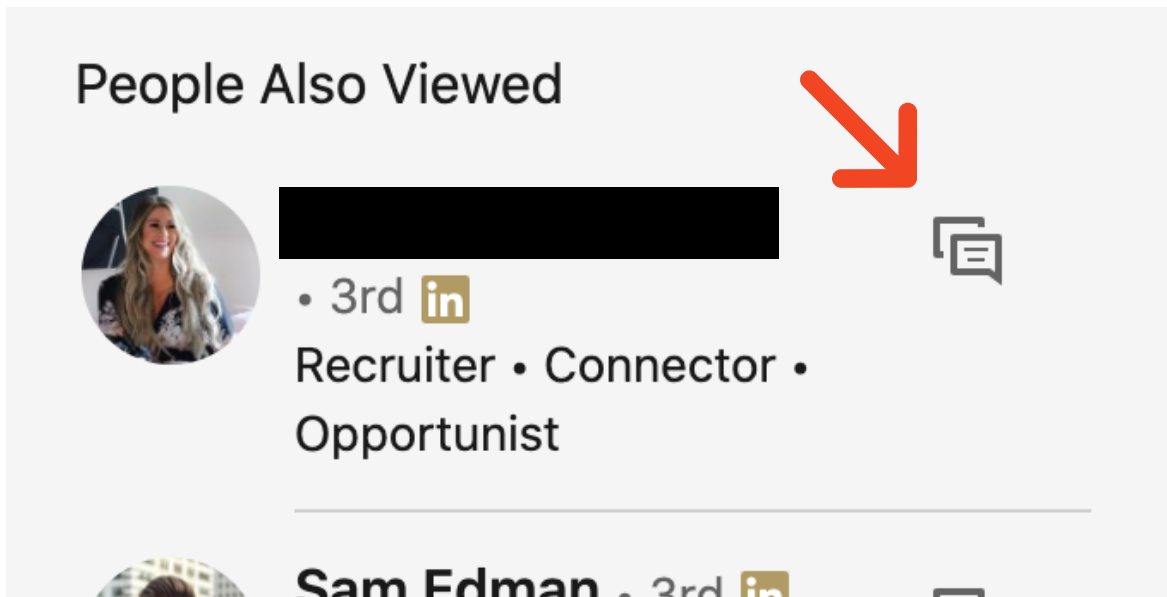 People Also Viewed
• 3rd in
Recruiter • Connector •
Opportunist
Sam Edman • 3rd in